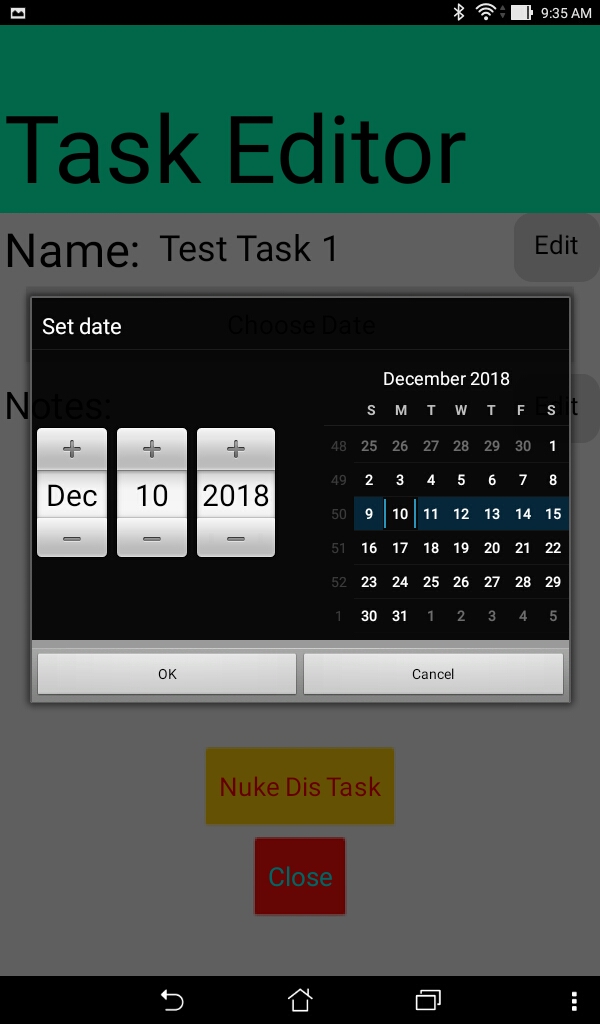 9:35 AM
Task Editor
Name: Test Task 1 Edit
Set date
Choose Date
Notes:
Edit
December 2018
S M T W T F S
48 25 26 27 28 29 30 1
49 2 3 4 5 6 7 8
50 9 10 11 12 13 14 15
51 16 17 18 19 20 21 22
52 23 24 25 26 27 28 29
1 30 31 1 2 3 4 5
+ + +
Dec 10 2018
− − −
OK Cancel
Nuke Dis Task
Close